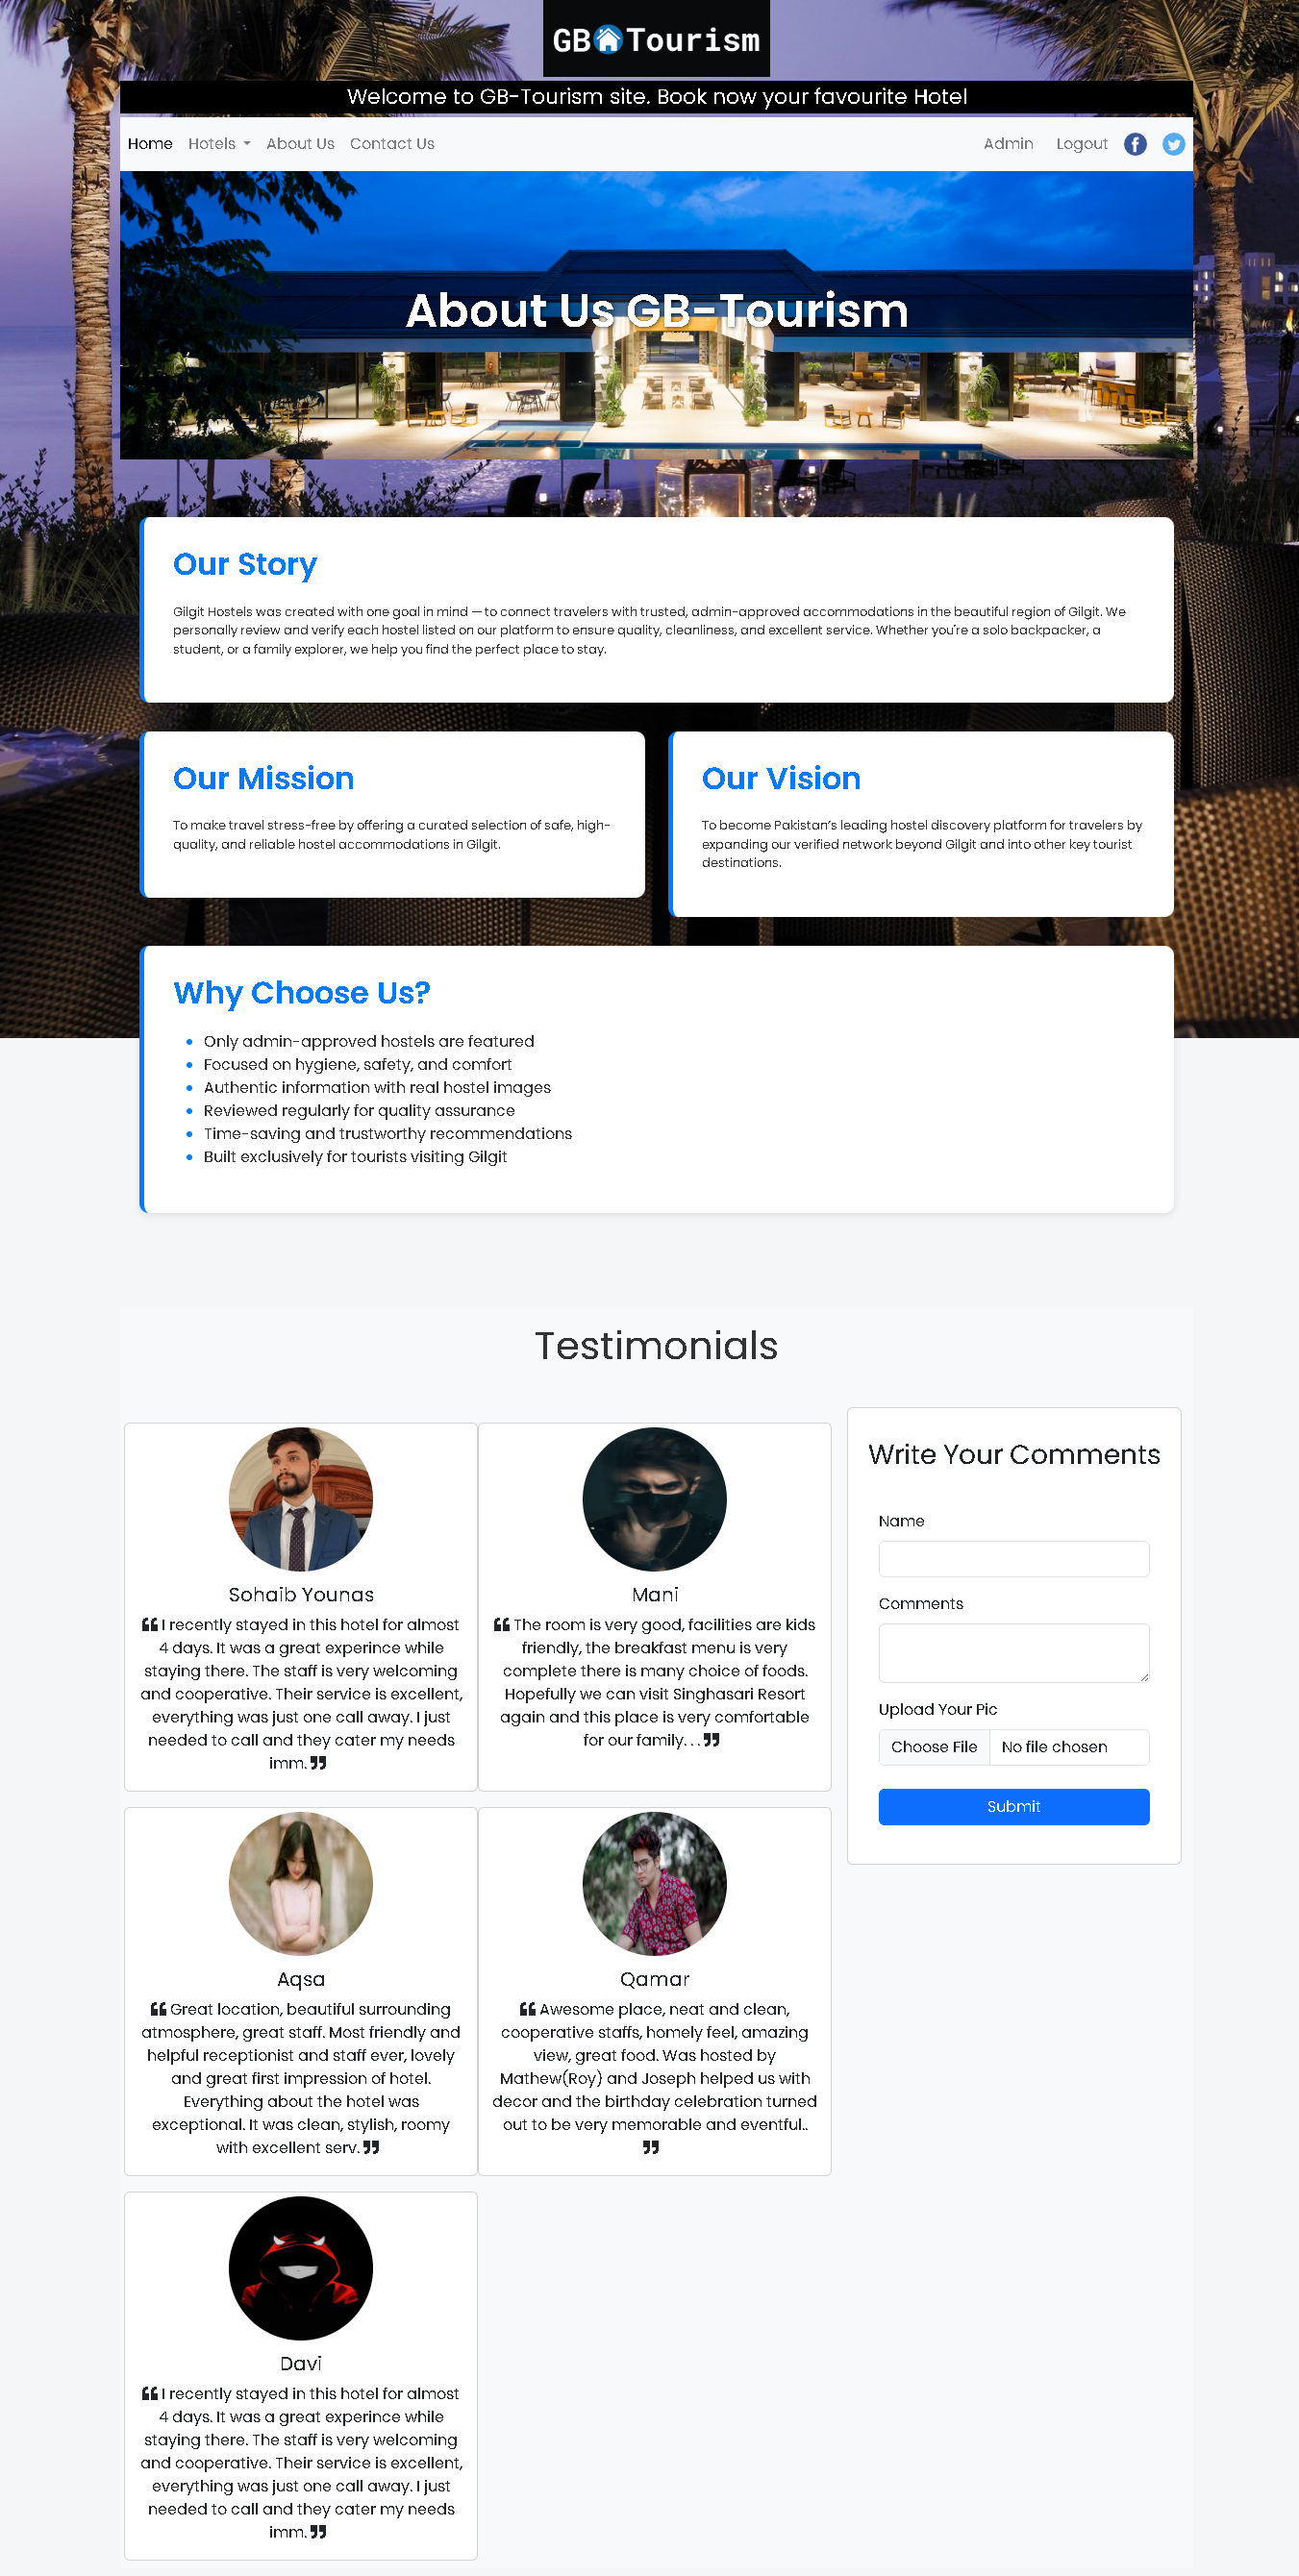 GB Tourism
Welcome to GB-Tourism site. Book now your favourite Hotel
Home Hotels About Us Contact Us Admin Logout
About Us GB-Tourism
Our Story
Gilgit Hostels was created with one goal in mind — to connect travelers with trusted, admin-approved accommodations in the beautiful region of Gilgit. We
personally review and verify each hostel listed on our platform to ensure quality, cleanliness, and excellent service. Whether you're a solo backpacker, a
student, or a family explorer, we help you find the perfect place to stay.
Our Mission
To make travel stress-free by offering a curated selection of safe, high-
quality, and reliable hostel accommodations in Gilgit.
Our Vision
To become Pakistan's leading hostel discovery platform for travelers by
expanding our verified network beyond Gilgit and into other key tourist
destinations.
Why Choose Us?
• Only admin-approved hostels are featured
• Focused on hygiene, safety, and comfort
• Authentic information with real hostel images
• Reviewed regularly for quality assurance
• Time-saving and trustworthy recommendations
• Built exclusively for tourists visiting Gilgit
Testimonials
Sohaib Younas
❝ I recently stayed in this hotel for almost
4 days. It was a great experince while
staying there. The staff is very welcoming
and cooperative. Their service is excellent,
everything was just one call away. I just
needed to call and they cater my needs
imm. ❞
Mani
❝ The room is very good, facilities are kids
friendly, the breakfast menu is very
complete there is many choice of foods.
Hopefully we can visit Singhasari Resort
again and this place is very comfortable
for our family. . . ❞
Write Your Comments
Name
Comments
Upload Your Pic
Choose File No file chosen
Submit
Aqsa
❝ Great location, beautiful surrounding
atmosphere, great staff. Most friendly and
helpful receptionist and staff ever, lovely
and great first impression of hotel.
Everything about the hotel was
exceptional. It was clean, stylish, roomy
with excellent serv. ❞
Qamar
❝ Awesome place, neat and clean,
cooperative staffs, homely feel, amazing
view, great food. Was hosted by
Mathew(Roy) and Joseph helped us with
decor and the birthday celebration turned
out to be very memorable and eventful..
❞
Davi
❝ I recently stayed in this hotel for almost
4 days. It was a great experince while
staying there. The staff is very welcoming
and cooperative. Their service is excellent,
everything was just one call away. I just
needed to call and they cater my needs
imm. ❞